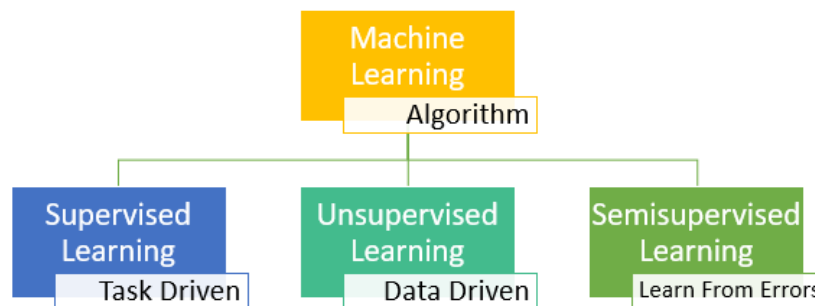 Machine
Learning
Algorithm
Supervised
Learning
Task Driven
Unsupervised
Learning
Data Driven
Semisupervised
Learning
Learn From Errors